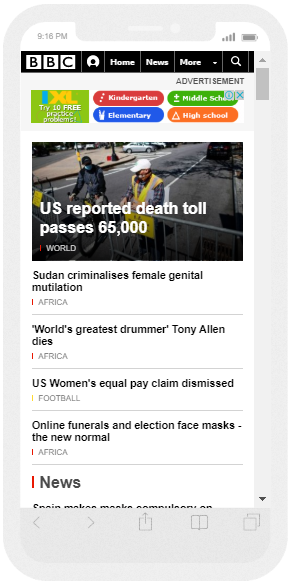 9:16 PM
BBC
Home
News
More
ADVERTISEMENT
IXL
Try 10 FREE
practice
problems!
Kindergarten
Middle School
Elementary
High school
US reported death toll
passes 65,000
WORLD
Sudan criminalises female genital
mutilation
AFRICA
'World's greatest drummer' Tony Allen
dies
AFRICA
US Women's equal pay claim dismissed
FOOTBALL
Online funerals and election face masks -
the new normal
AFRICA
News
Spain makes masks compulsory on